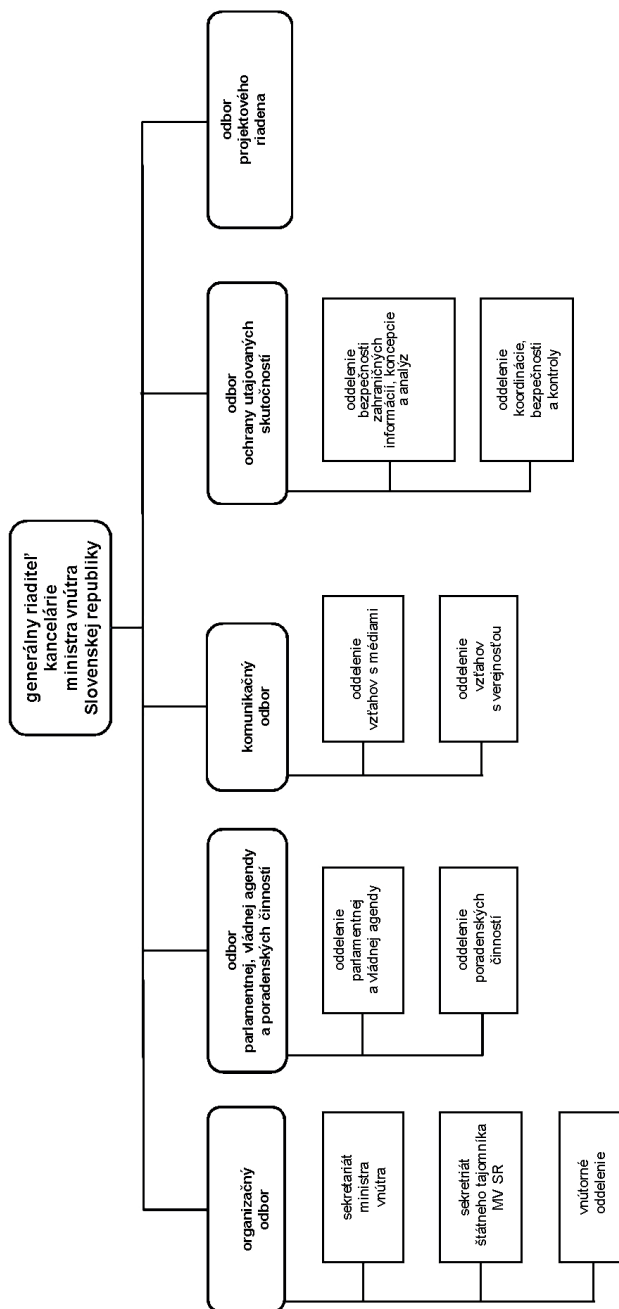 generálny riaditeľ
kancelárie
ministra vnútra
Slovenskej republiky
organizačný
odbor
sekretariát
ministra
vnútra
sekretriát
štátneho tajomníka
MV SR
vnútorné
oddelenie
odbor
parlamentnej, vládnej agendy
a poradenských činností
oddelenie
parlamentnej
a vládnej agendy
oddelenie
poradenských
činností
komunikačný
odbor
oddelenie
vzťahov s médiami
oddelenie
vzťahov
s verejnosťou
odbor
ochrany utajovaných
skutočností
oddelenie
bezpečnosti
zahraničných
informácií, koncepcie
a analýz
oddelenie
koordinácie,
bezpečnosti
a kontroly
odbor
projektového
riadena